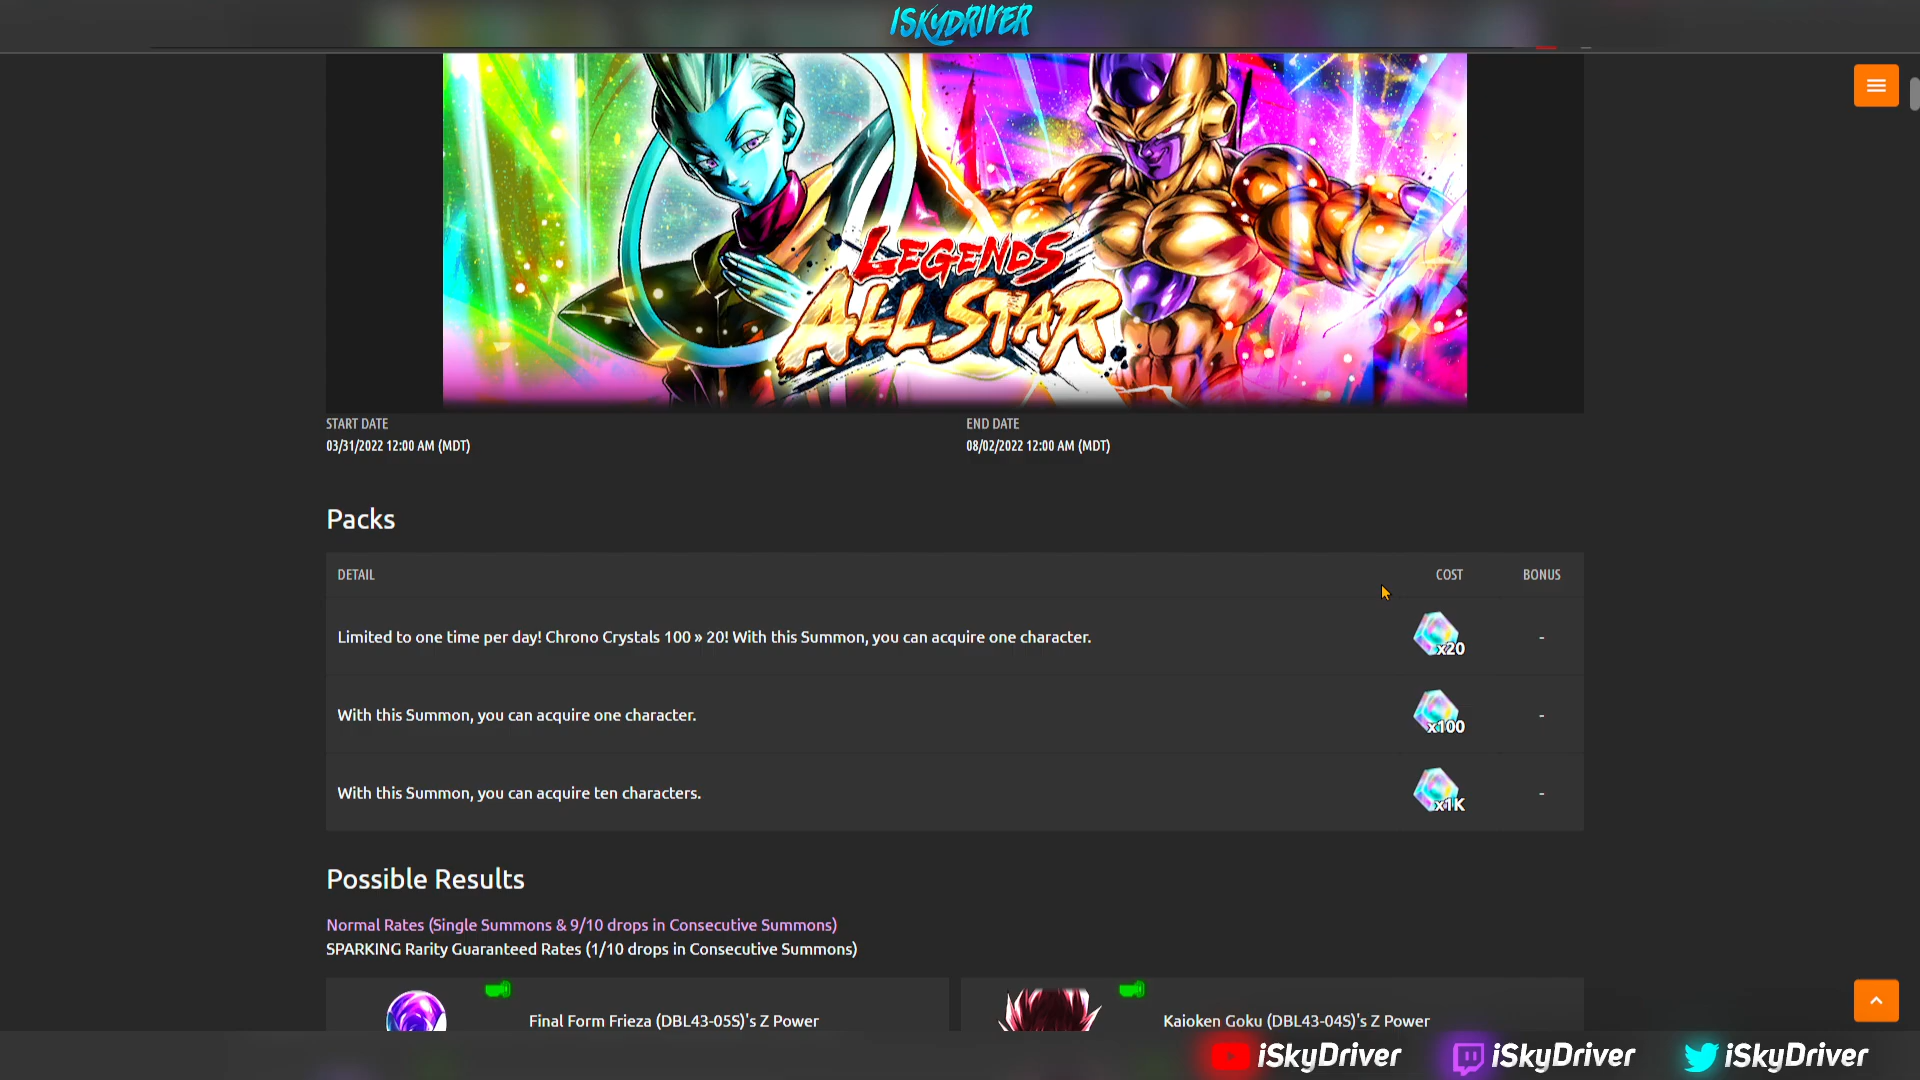 iSKYDRIVER
LEGENDS
ALL STAR
START DATE
03/31/2022 12:00 AM (MDT)
END DATE
08/02/2022 12:00 AM (MDT)
Packs
DETAIL
COST
BONUS
Limited to one time per day! Chrono Crystals 100 » 20! With this Summon, you can acquire one character.
x20
-
With this Summon, you can acquire one character.
x100
-
With this Summon, you can acquire ten characters.
x1K
-
Possible Results
Normal Rates (Single Summons & 9/10 drops in Consecutive Summons)
SPARKING Rarity Guaranteed Rates (1/10 drops in Consecutive Summons)
Final Form Frieza (DBL43-05S)'s Z Power
Kaioken Goku (DBL43-04S)'s Z Power
iSkyDriver
iSkyDriver
iSkyDriver